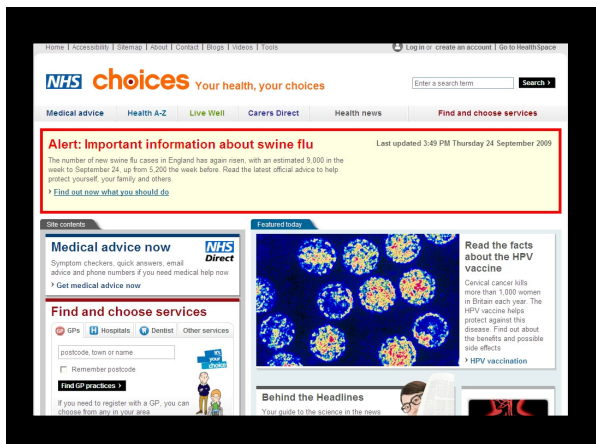 Home | Accessibility | Sitemap | About | Contact | Blogs | Videos | Tools
Log in or create an account | Go to HealthSpace
NHS choices Your health, your choices
Enter a search term Search ›
Medical advice Health A-Z Live Well Carers Direct Health news Find and choose services
Alert: Important information about swine flu
Last updated 3:49 PM Thursday 24 September 2009
The number of new swine flu cases in England has again risen, with an estimated 9,000 in the
week to September 24, up from 5,200 the week before. Read the latest official advice to help
protect yourself, your family and others.
› Find out now what you should do
Site contents
Medical advice now
NHS
Direct
Symptom checkers, quick answers, email
advice and phone numbers if you need medical help now
› Get medical advice now
Find and choose services
GP GPs H Hospitals Dentist Other services
postcode, town or name
Remember postcode
Find GP practices ›
It's
your
choice
If you need to register with a GP, you can
choose from any in your area
Featured today
Read the facts
about the HPV
vaccine
Cervical cancer kills
more than 1,000 women
in Britain each year. The
HPV vaccine helps
protect against this
disease. Find out about
the benefits and possible
side effects
› HPV vaccination
Behind the Headlines
Your guide to the science in the news